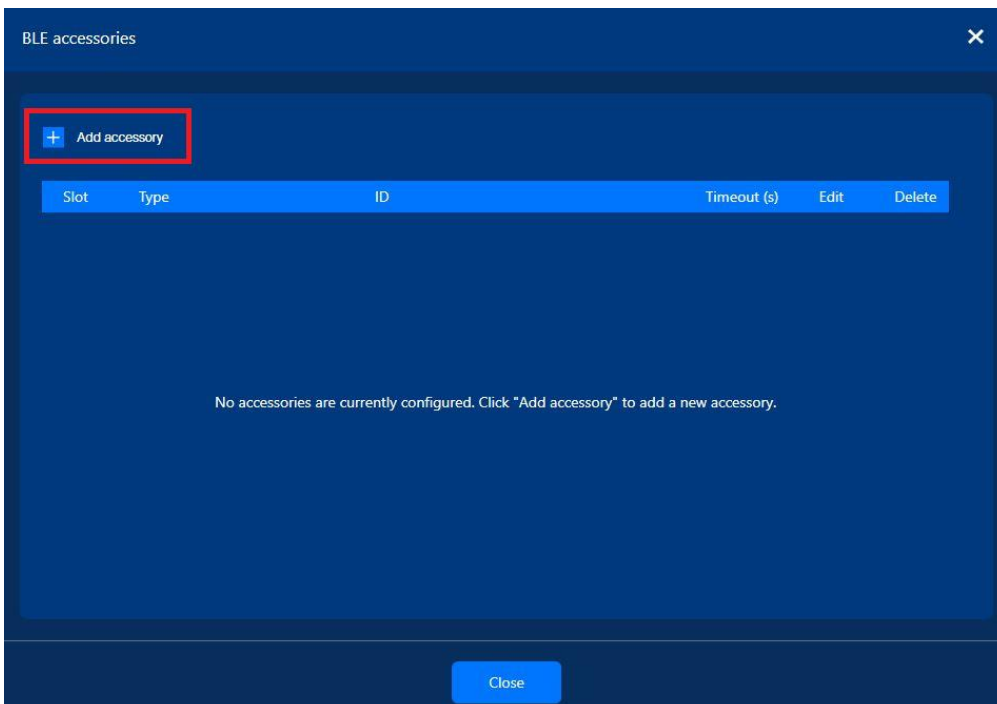 BLE accessories
Add accessory
Slot Type ID Timeout (s) Edit Delete
No accessories are currently configured. Click "Add accessory" to add a new accessory.
Close